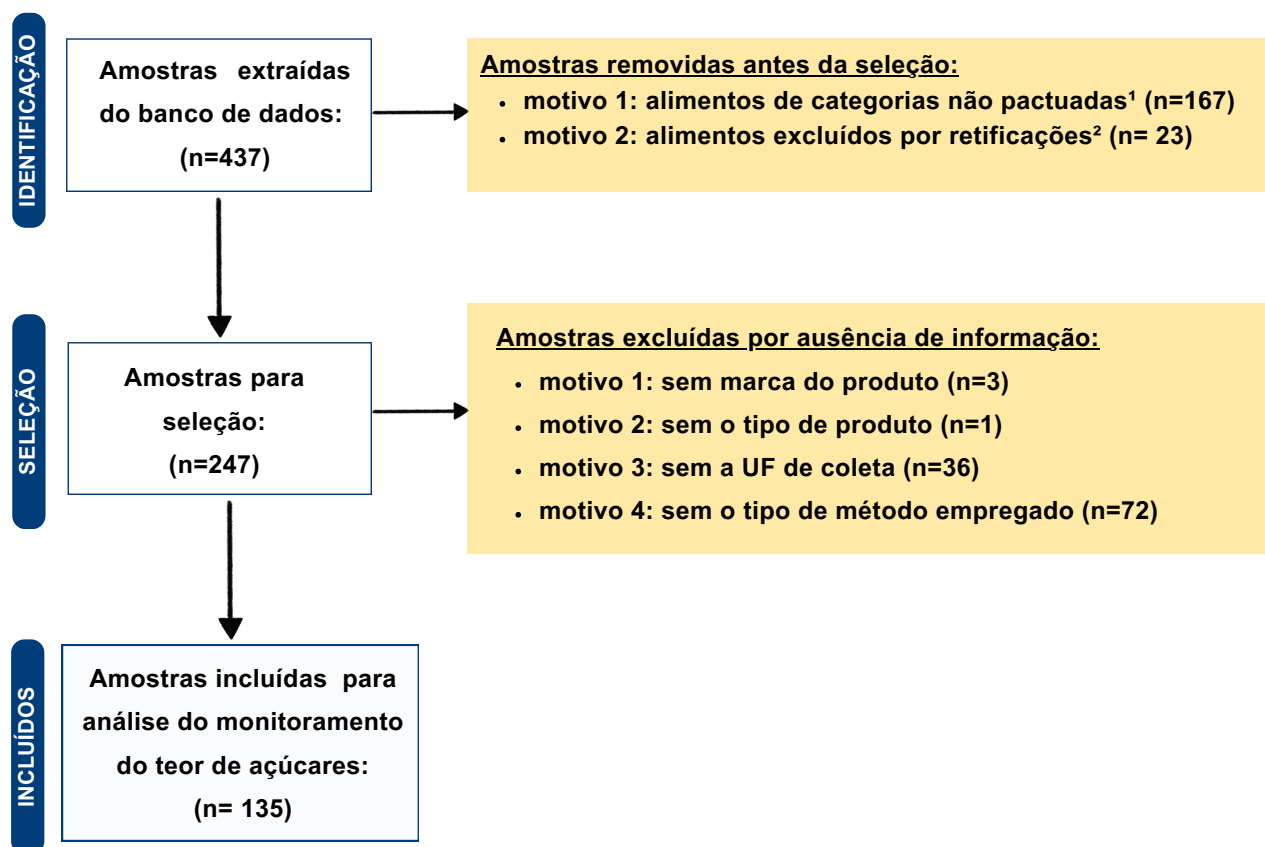 IDENTIFICAÇÃO
Amostras extraídas
do banco de dados:
(n=437)
Amostras removidas antes da seleção:
• motivo 1: alimentos de categorias não pactuadas¹ (n=167)
• motivo 2: alimentos excluídos por retificações² (n= 23)
SELEÇÃO
Amostras para
seleção:
(n=247)
Amostras excluídas por ausência de informação:
• motivo 1: sem marca do produto (n=3)
• motivo 2: sem o tipo de produto (n=1)
• motivo 3: sem a UF de coleta (n=36)
• motivo 4: sem o tipo de método empregado (n=72)
INCLUÍDOS
Amostras incluídas para
análise do monitoramento
do teor de açúcares:
(n= 135)